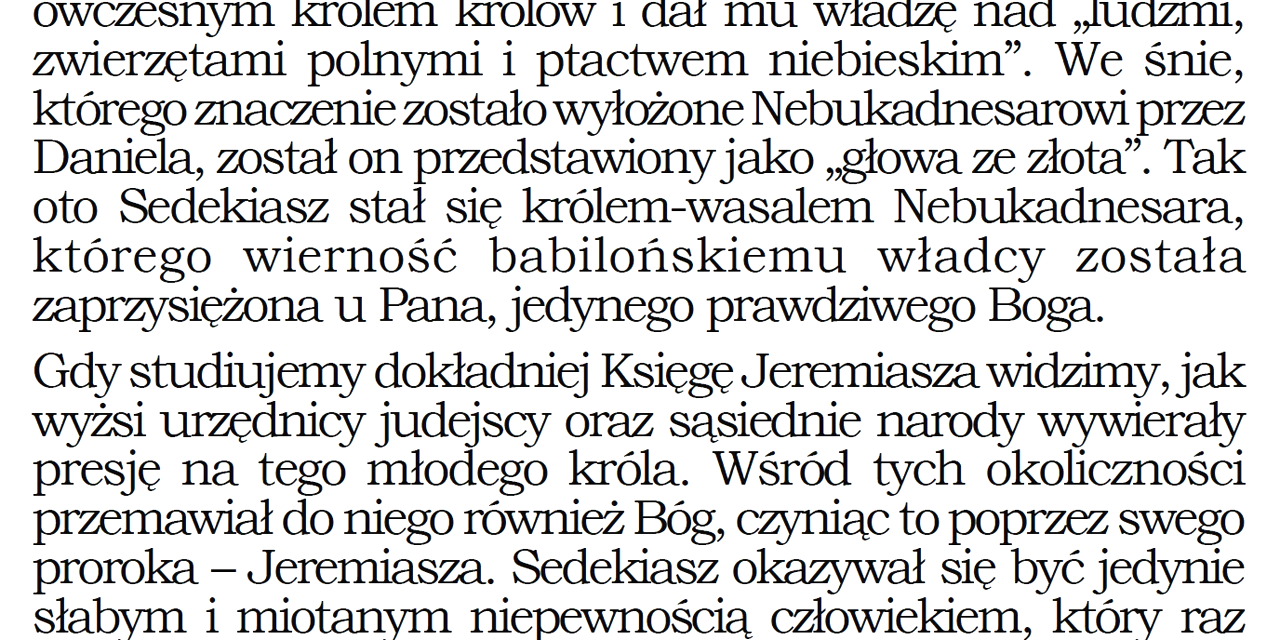 ówczesnym królem królów i dał mu władzę nad „ludźmi,
zwierzętami polnymi i ptactwem niebieskim”. We śnie,
którego znaczenie zostało wyłożone Nebukadnesarowi przez
Daniela, został on przedstawiony jako „głowa ze złota”. Tak
oto Sedekiasz stał się królem-wasalem Nebukadnesara,
którego wierność babilońskiemu władcy została
zaprzysiężona u Pana, jedynego prawdziwego Boga.
Gdy studiujemy dokładniej Księgę Jeremiasza widzimy, jak
wyżsi urzędnicy judejscy oraz sąsiednie narody wywierały
presję na tego młodego króla. Wśród tych okoliczności
przemawiał do niego również Bóg, czyniąc to poprzez swego
proroka – Jeremiasza. Sedekiasz okazywał się być jedynie
słabym i miotanym niepewnością człowiekiem, który raz